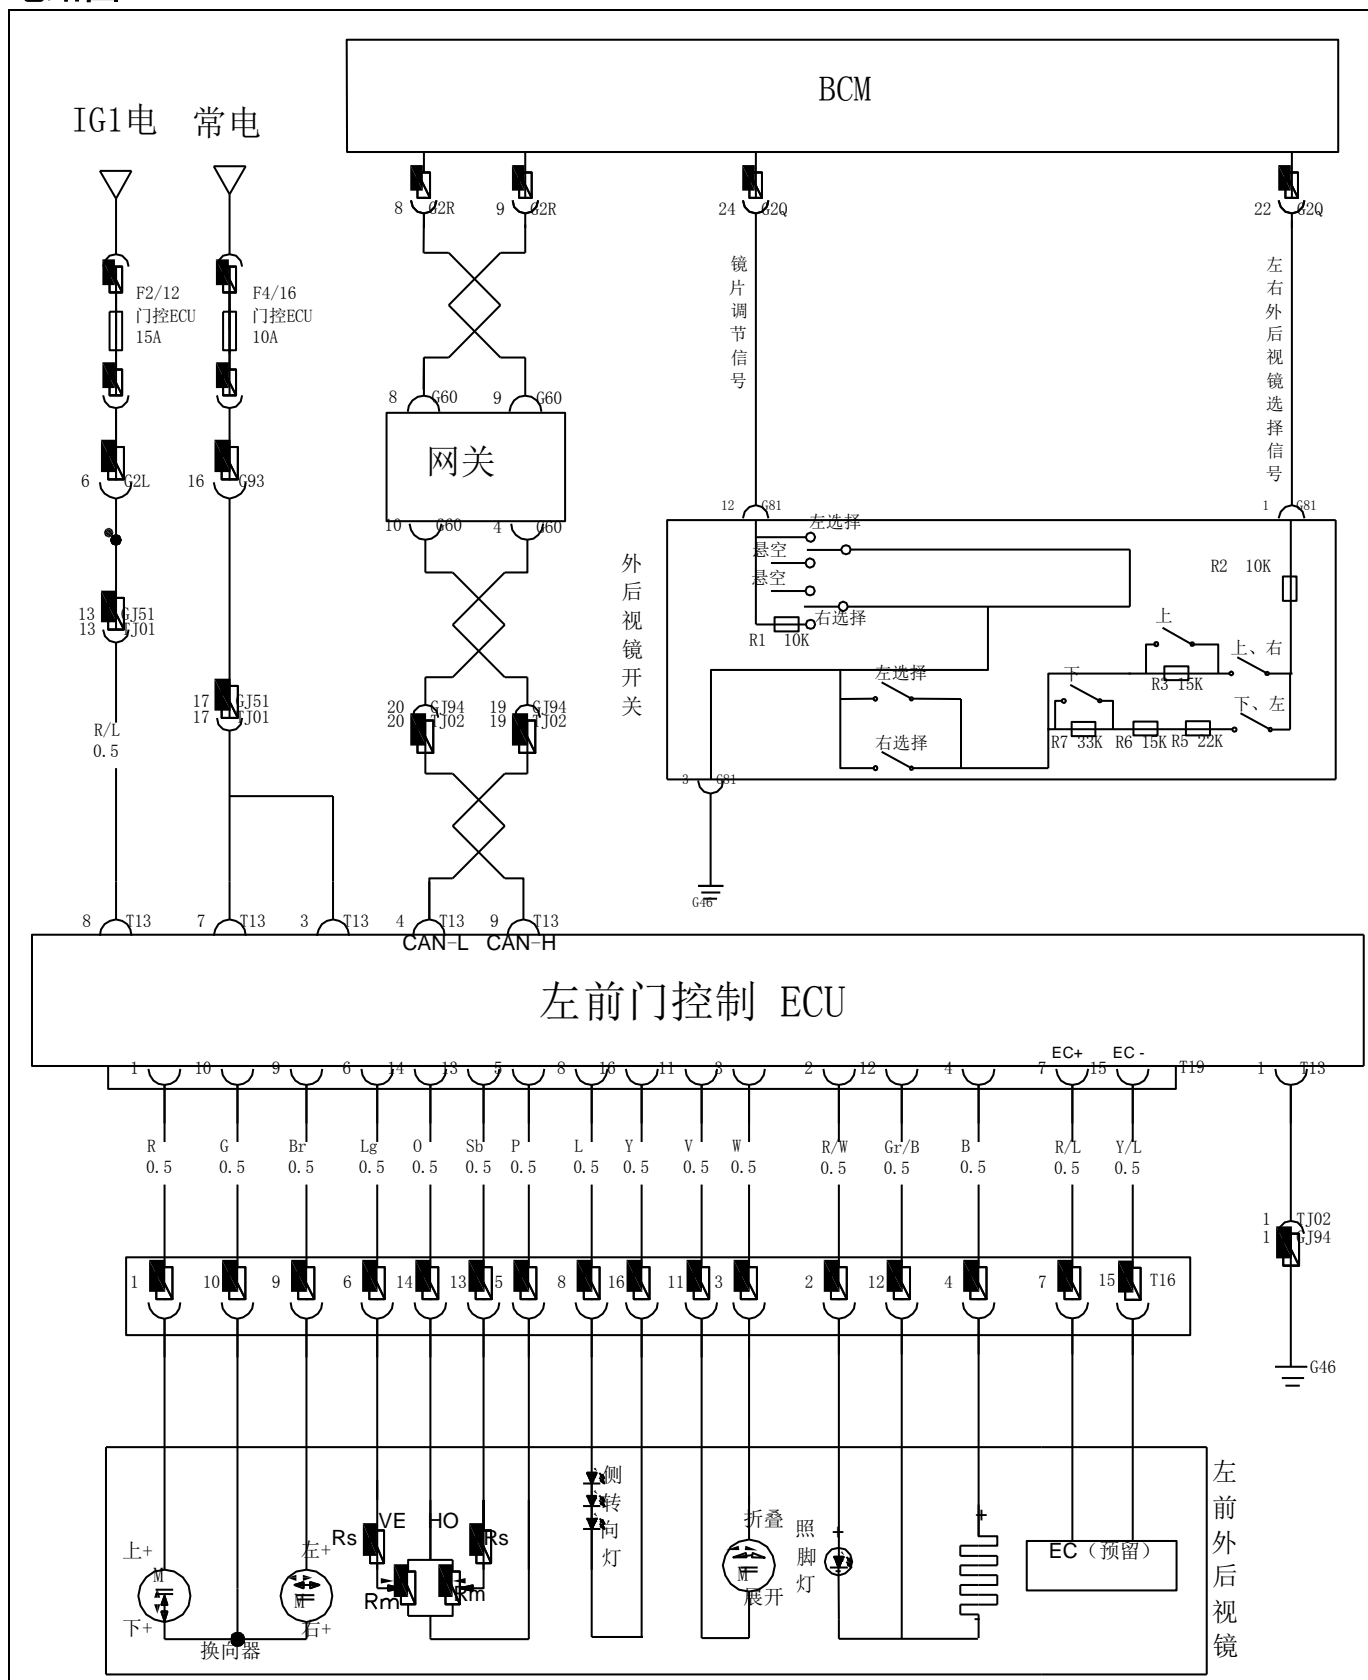 BCM
IG1电 常电
8 G2R 9 G2R 24 G2Q 22 G2Q
F2/12
门控ECU
15A
F4/16
门控ECU
10A
镜片调节信号
左右外后视镜选择信号
8 G60 9 G60
网关
10 G60 4 G60
6 G2L 16 G93
12 G81 1 G81
外后视镜开关
左选择
悬空
悬空
右选择
R1 10K
R2 10K
上
上、右
R3 15K
左选择
下
下、左
右选择
R7 33K R6 15K R5 22K
3 G81
G46
13 GJ51
13 TJ01
17 GJ51
17 TJ01
20 GJ94
20 TJ02
19 GJ94
19 TJ02
R/L
0.5
8 T13 7 T13 3 T13 4 T13 9 T13
CAN-L CAN-H
左前门控制 ECU
EC+ EC-
1 10 9 6 14 13 5 8 16 11 3 2 12 4 7 15 T19 1 T13
R G Br Lg O Sb P L Y V W R/W Gr/B B R/L Y/L
0.5 0.5 0.5 0.5 0.5 0.5 0.5 0.5 0.5 0.5 0.5 0.5 0.5 0.5 0.5 0.5
1 TJ02
1 GJ94
1 10 9 6 14 13 5 8 16 11 3 2 12 4 7 15 T16
G46
左前外后视镜
侧转向灯
VE HO
Rs Rs
Rm Rm
折叠
M
展开
照脚灯
+
+
-
EC（预留）
上+
M
下+
左+
M
右+
换向器